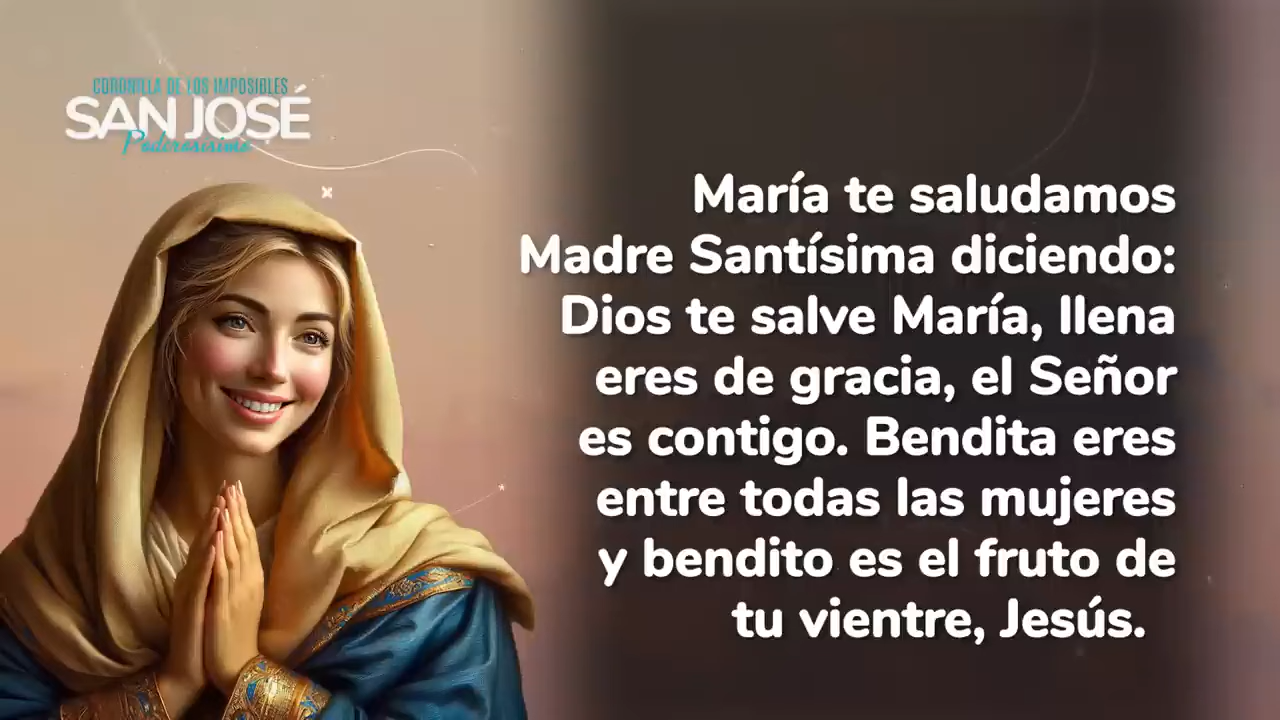 CORONILLA DE LOS IMPOSIBLES
SAN JOSÉ
Poderosísimo
María te saludamos
Madre Santísima diciendo:
Dios te salve María, llena
eres de gracia, el Señor
es contigo. Bendita eres
entre todas las mujeres
y bendito es el fruto de
tu vientre, Jesús.